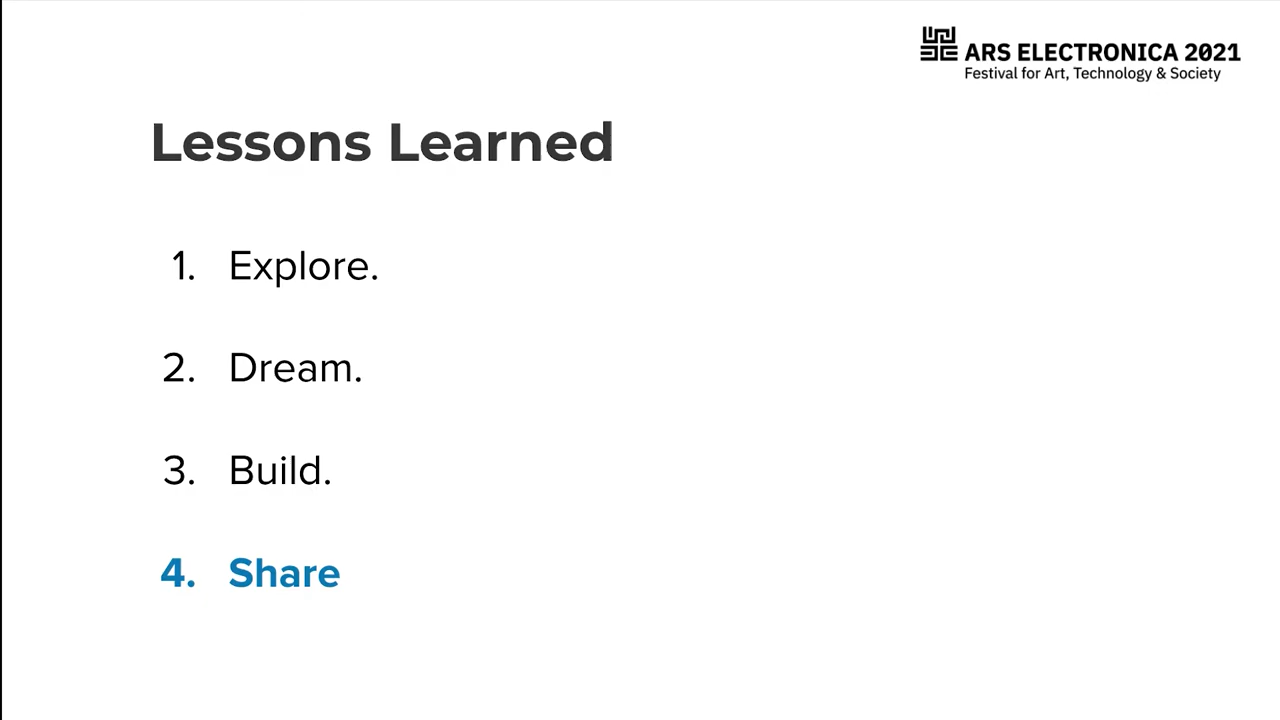 ARS ELECTRONICA 2021
Festival for Art, Technology & Society
Lessons Learned
1. Explore.
2. Dream.
3. Build.
4. Share